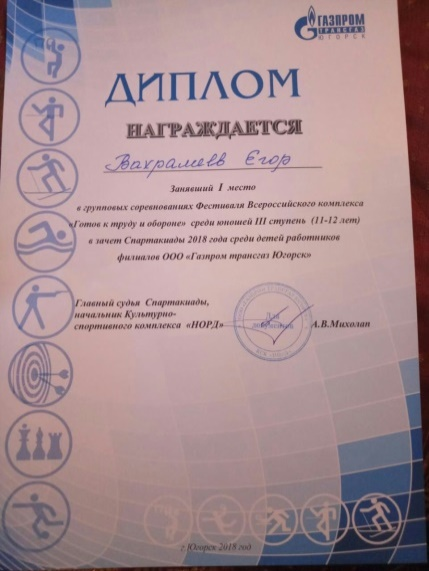 ГАЗПРОМ
ТРАНСГАЗ
ЮГОРСК
ДИПЛОМ
НАГРАЖДАЕТСЯ
Вахрамеев Егор
Занявший I место
в групповых соревнованиях Фестиваля Всероссийского комплекса
«Готов к труду и обороне» среди юношей III ступень (11-12 лет)
в зачет Спартакиады 2018 года среди детей работников
филиалов ООО «Газпром трансгаз Югорск»
Главный судья Спартакиады,
начальник Культурно-
спортивного комплекса «НОРД»
А.В.Михолап
Для
документов
г.Югорск 2018 год